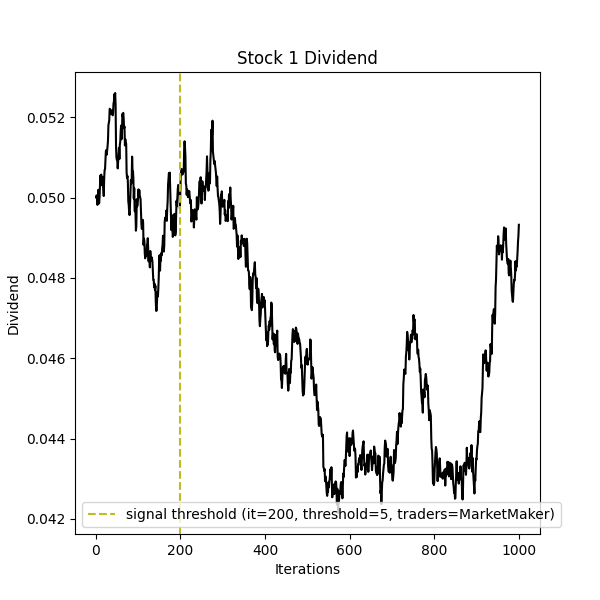 Stock 1 Dividend
Dividend
0.052
0.050
0.048
0.046
0.044
0.042
signal threshold (it=200, threshold=5, traders=MarketMaker)
0 200 400 600 800 1000
Iterations